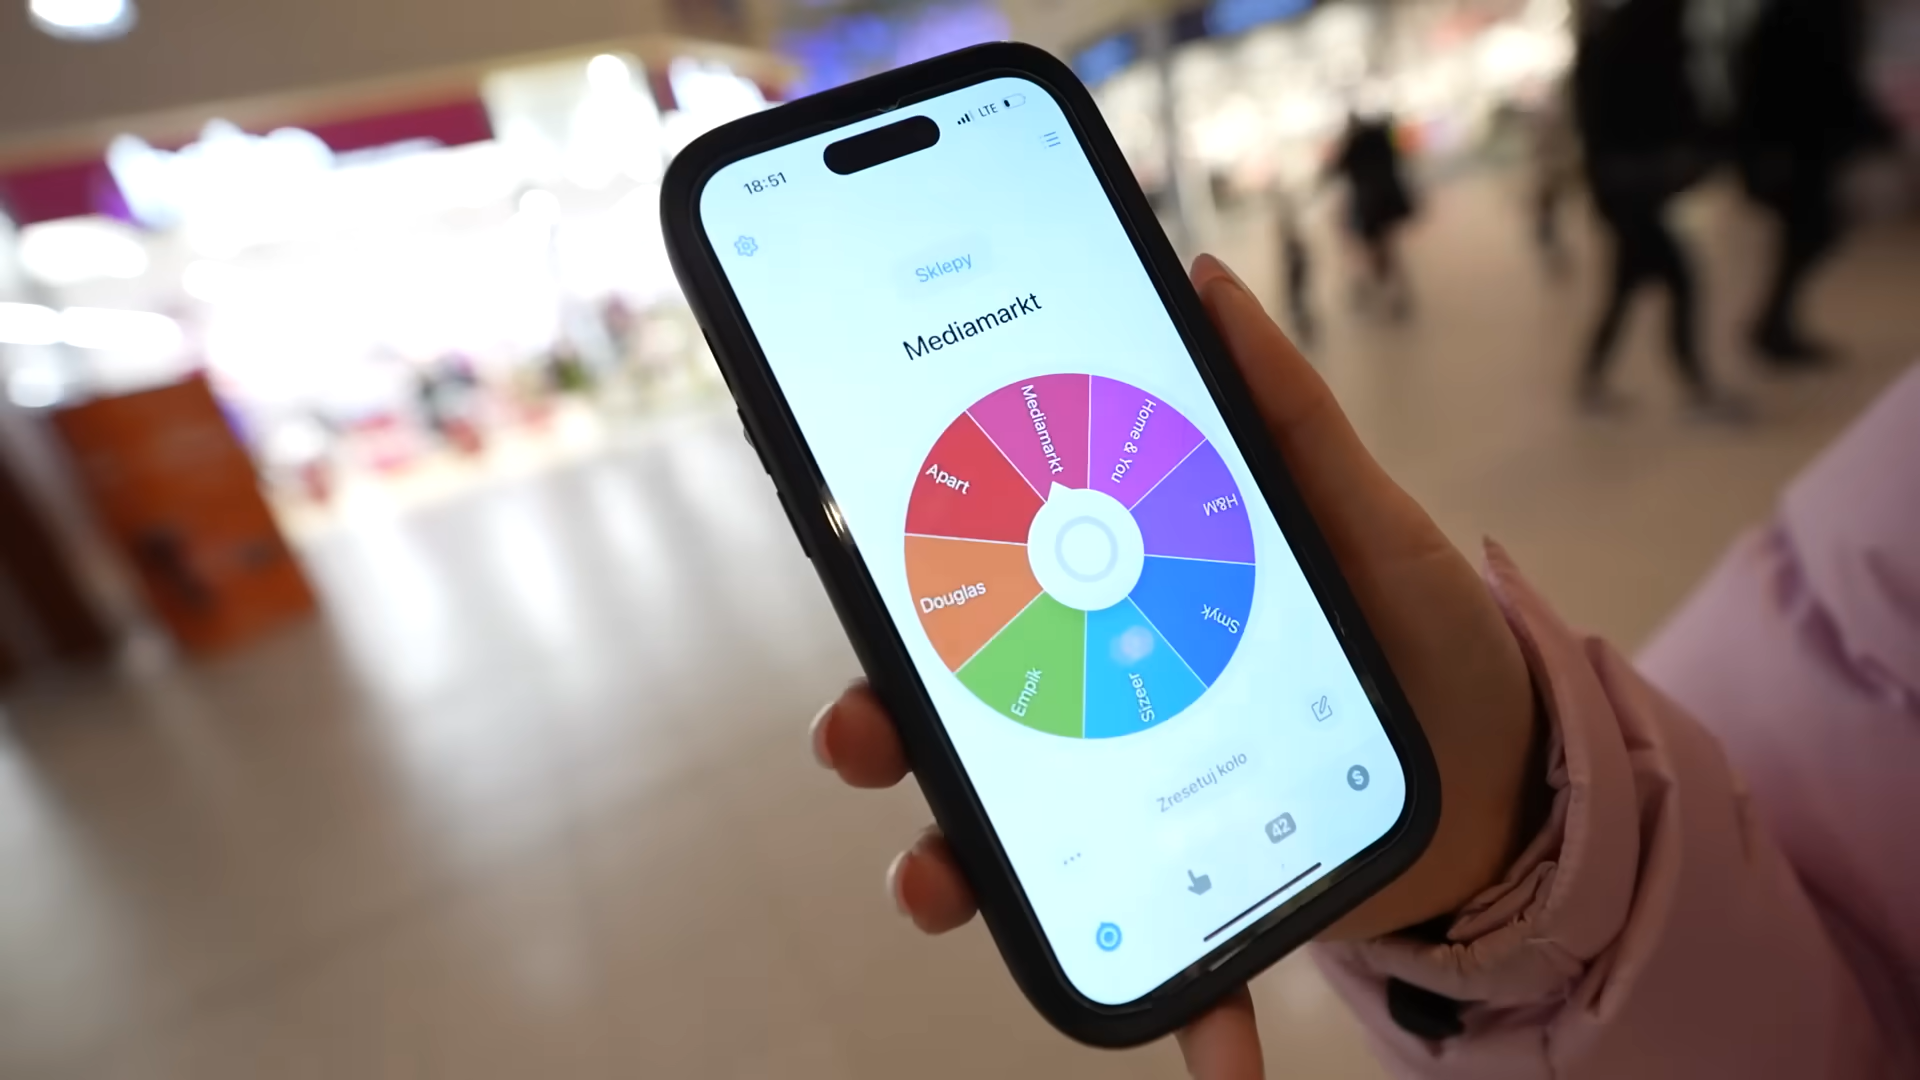 18:51
LTE
Sklepy
Mediamarkt
Mediamarkt
Home & You
H&M
Smyk
Sizeer
Empik
Douglas
Apart
Zresetuj koło
42
$